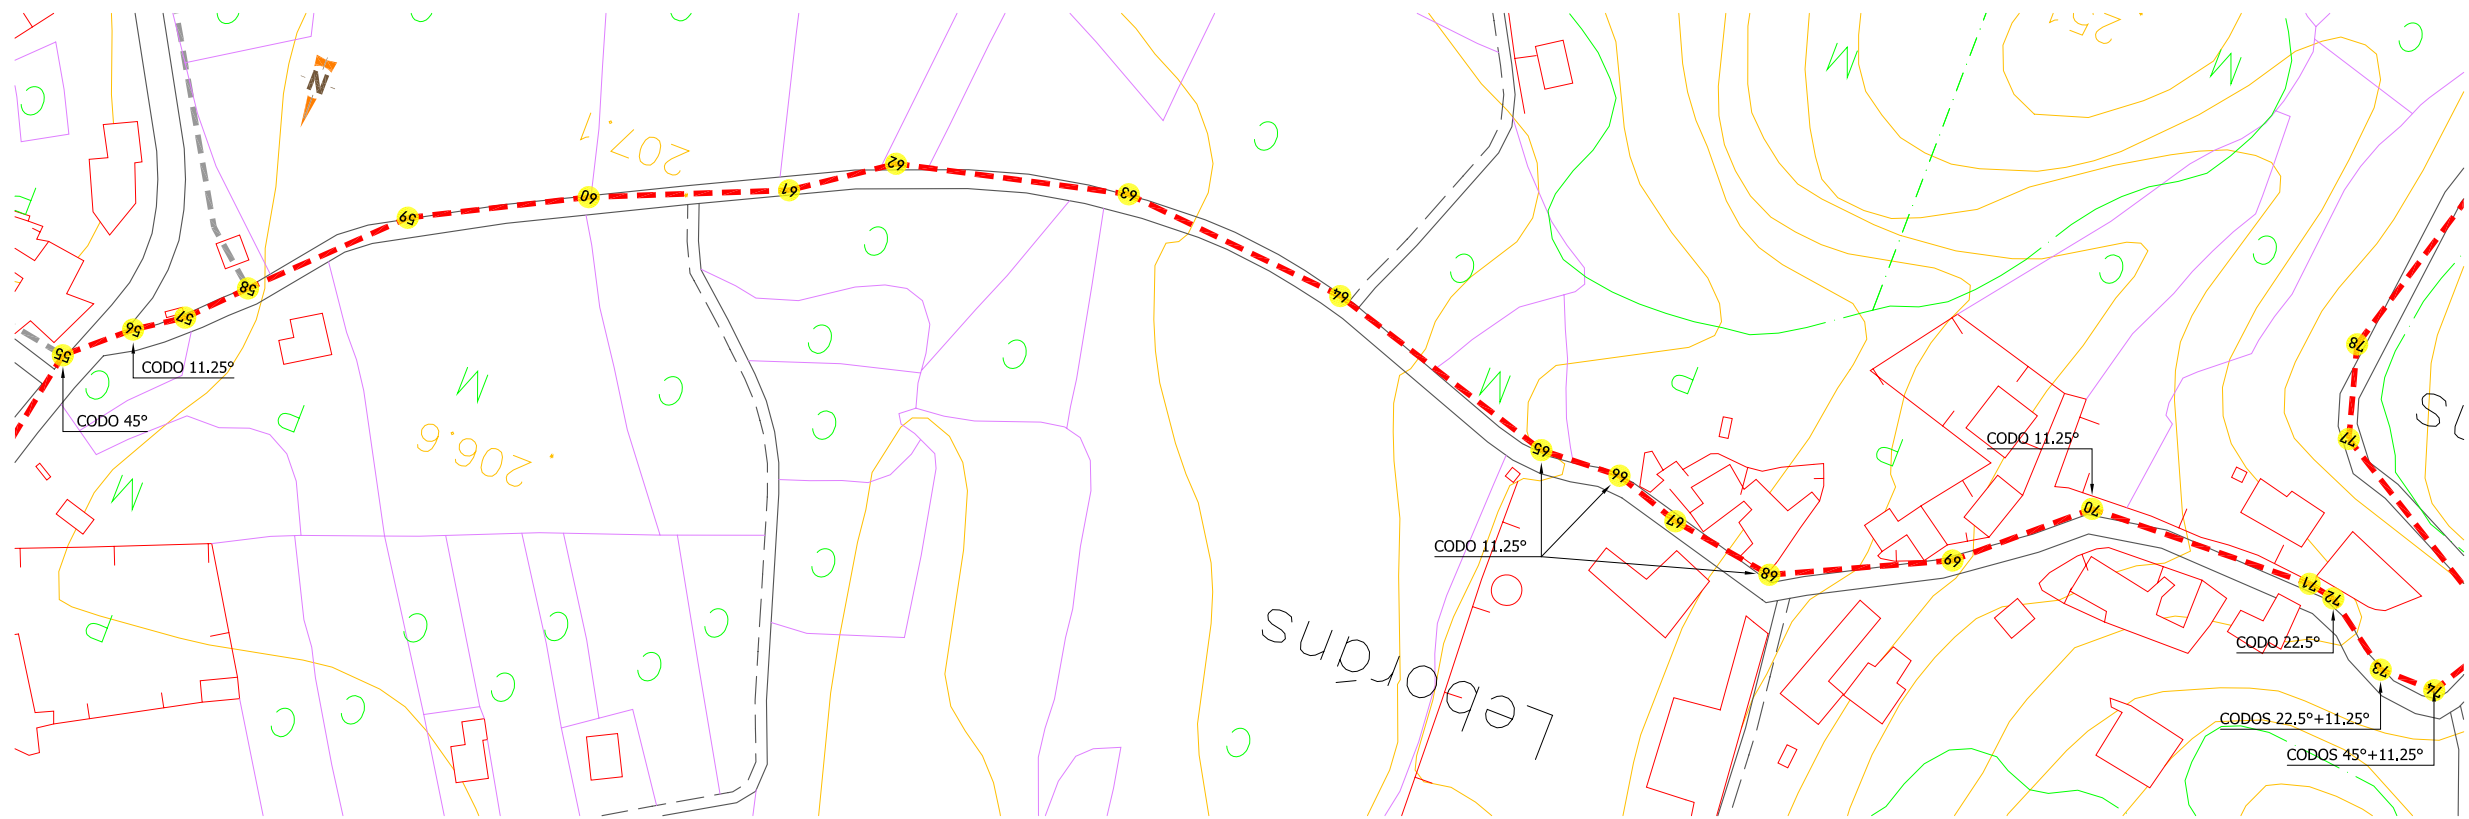 C
C
C
.251
C
M
M
C
N
207.1
C
62
61
60
63
59
C
C
C
C
58
64
57
56
55
CODO 11.25°
C
C
C
78
M
C
M
P
CODO 45°
P
C
77
CODO 11.25°
P
.206.6
65
66
M
70
67
CODO 11.25°
C
69
68
71
72
P
C
C
C
CODO 22.5°
Leboráns
C
C
73
74
C
C
CODOS 22.5°+11.25°
C
CODOS 45°+11.25°